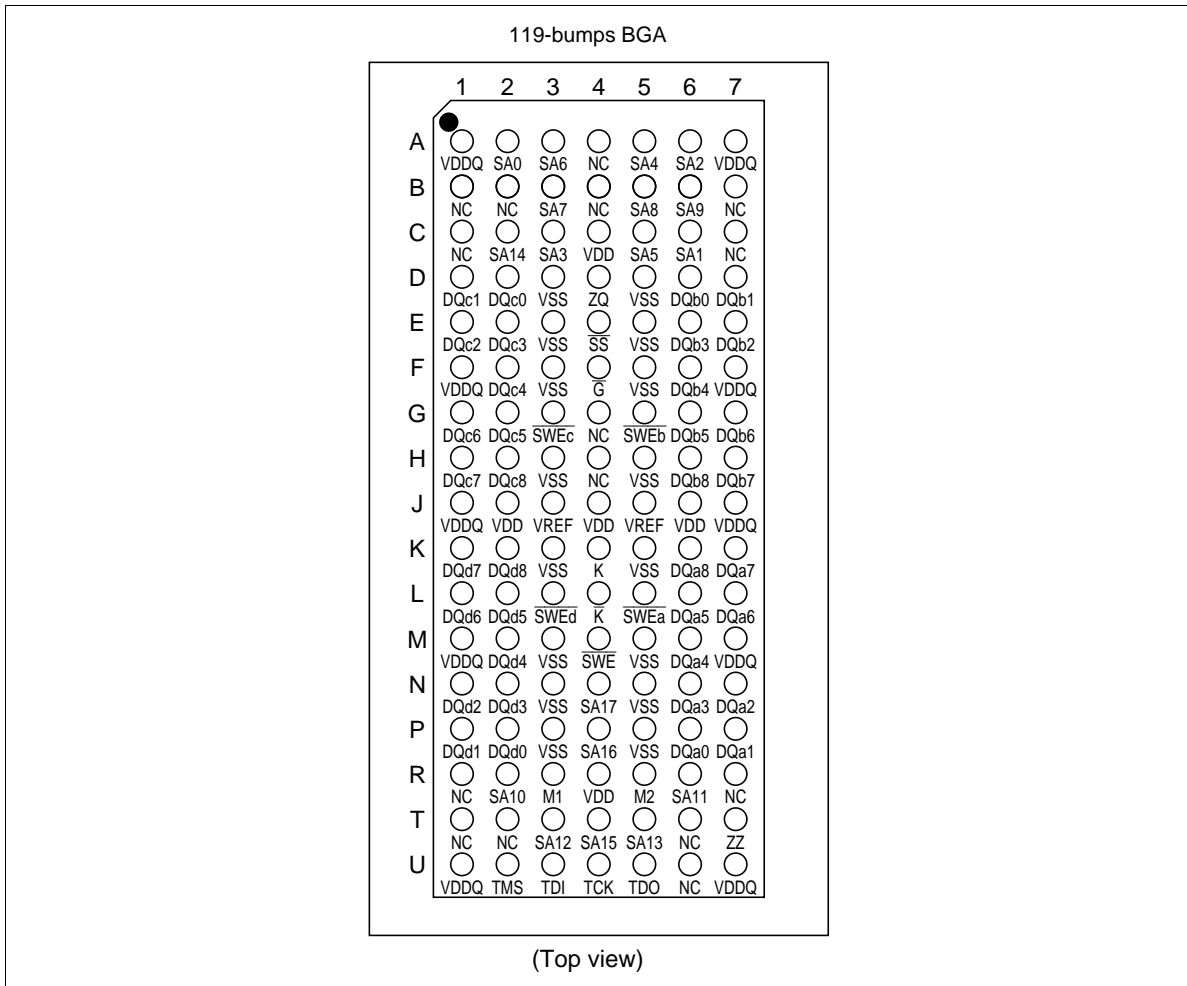 119-bumps BGA
1 2 3 4 5 6 7
A
VDDQ SA0 SA6 NC SA4 SA2 VDDQ
B
NC NC SA7 NC SA8 SA9 NC
C
NC SA14 SA3 VDD SA5 SA1 NC
D
DQc1 DQc0 VSS ZQ VSS DQb0 DQb1
E
DQc2 DQc3 VSS S̅S̅ VSS DQb3 DQb2
F
VDDQ DQc4 VSS G̅ VSS DQb4 VDDQ
G
DQc6 DQc5 S̅W̅E̅c̅ NC S̅W̅E̅b̅ DQb5 DQb6
H
DQc7 DQc8 VSS NC VSS DQb8 DQb7
J
VDDQ VDD VREF VDD VREF VDD VDDQ
K
DQd7 DQd8 VSS K VSS DQa8 DQa7
L
DQd6 DQd5 S̅W̅E̅d̅ K̅ S̅W̅E̅a̅ DQa5 DQa6
M
VDDQ DQd4 VSS S̅W̅E̅ VSS DQa4 VDDQ
N
DQd2 DQd3 VSS SA17 VSS DQa3 DQa2
P
DQd1 DQd0 VSS SA16 VSS DQa0 DQa1
R
NC SA10 M1 VDD M2 SA11 NC
T
NC NC SA12 SA15 SA13 NC ZZ
U
VDDQ TMS TDI TCK TDO NC VDDQ
(Top view)